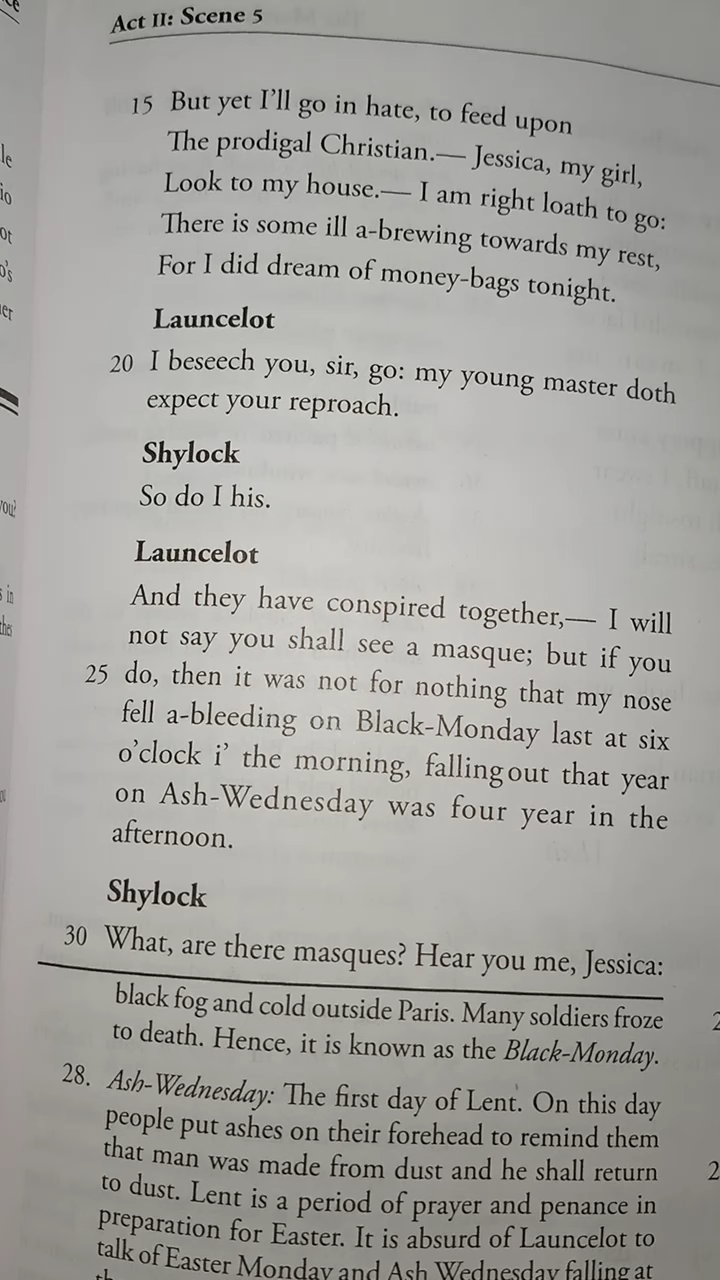 Act II: Scene 5
15 But yet I'll go in hate, to feed upon
The prodigal Christian.— Jessica, my girl,
Look to my house.— I am right loath to go:
There is some ill a-brewing towards my rest,
For I did dream of money-bags tonight.
Launcelot
20 I beseech you, sir, go: my young master doth
expect your reproach.
Shylock
So do I his.
Launcelot
And they have conspired together,— I will
not say you shall see a masque; but if you
25 do, then it was not for nothing that my nose
fell a-bleeding on Black-Monday last at six
o'clock i' the morning, falling out that year
on Ash-Wednesday was four year in the
afternoon.
Shylock
30 What, are there masques? Hear you me, Jessica:
black fog and cold outside Paris. Many soldiers froze
to death. Hence, it is known as the Black-Monday.
28. Ash-Wednesday: The first day of Lent. On this day
people put ashes on their forehead to remind them
that man was made from dust and he shall return
to dust. Lent is a period of prayer and penance in
preparation for Easter. It is absurd of Launcelot to
talk of Easter Monday and Ash Wednesday falling at